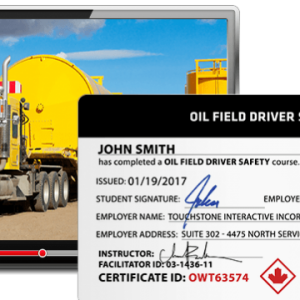 OIL FIELD DRIVER S
JOHN SMITH
has completed a OIL FIELD DRIVER SAFETY course.
ISSUED: 01/19/2017
STUDENT SIGNATURE: John EMPLOYE
EMPLOYER NAME: TOUCHSTONE INTERACTIVE INCOR
EMPLOYER ADDRESS: SUITE 302 - 4475 NORTH SERVIC
INSTRUCTOR:
FACILITATOR ID: 03-1436-11
CERTIFICATE ID: OWT63574